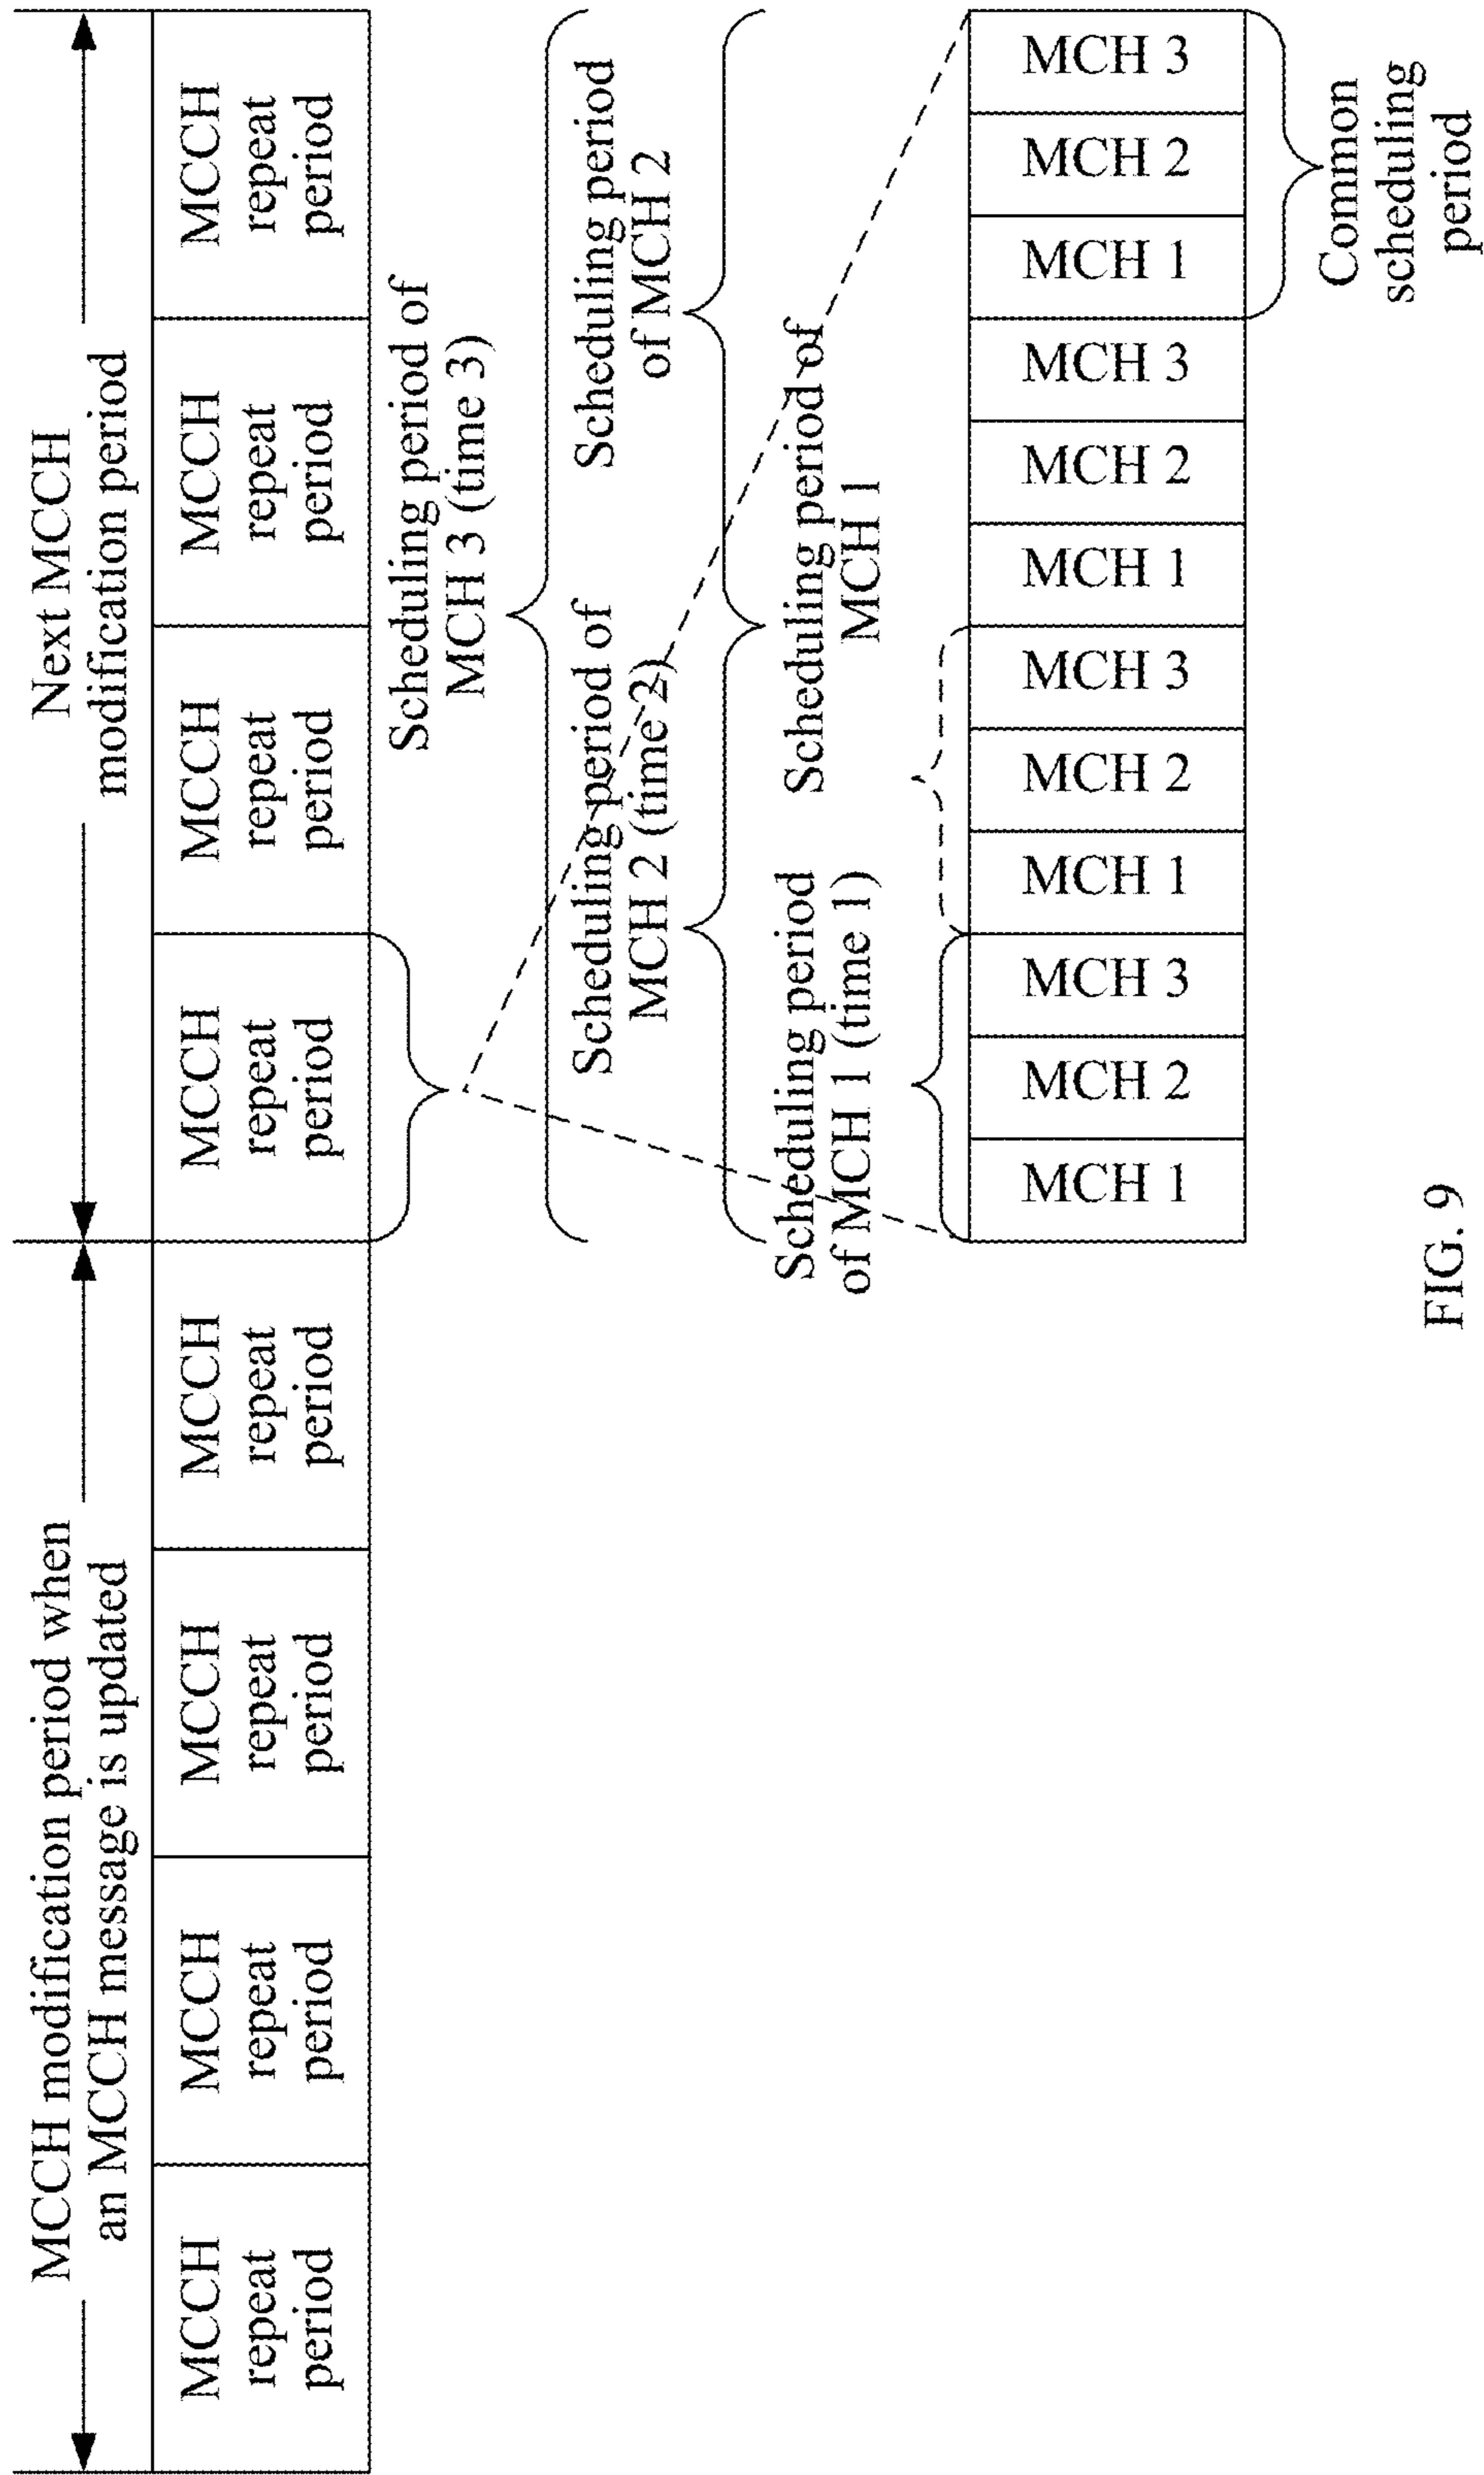 MCCH modification period when
an MCCH message is updated
Next MCCH
modification period
MCCH
repeat
period
MCCH
repeat
period
MCCH
repeat
period
MCCH
repeat
period
MCCH
repeat
period
MCCH
repeat
period
MCCH
repeat
period
MCCH
repeat
period
Scheduling period of
MCH 3 (time 3)
Scheduling period of
MCH 2 (time 2)
Scheduling period
of MCH 2
Scheduling period
of MCH 1 (time 1)
Scheduling period of
MCH 1
MCH 1
MCH 2
MCH 3
MCH 1
MCH 2
MCH 3
MCH 1
MCH 2
MCH 3
MCH 1
MCH 2
MCH 3
Common
scheduling
period
FIG. 9